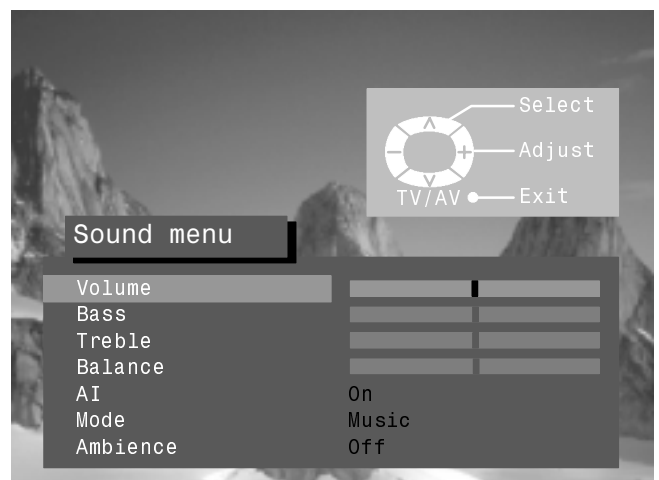 Select
Adjust
TV/AV Exit
Sound menu
Volume
Bass
Treble
Balance
AI On
Mode Music
Ambience Off